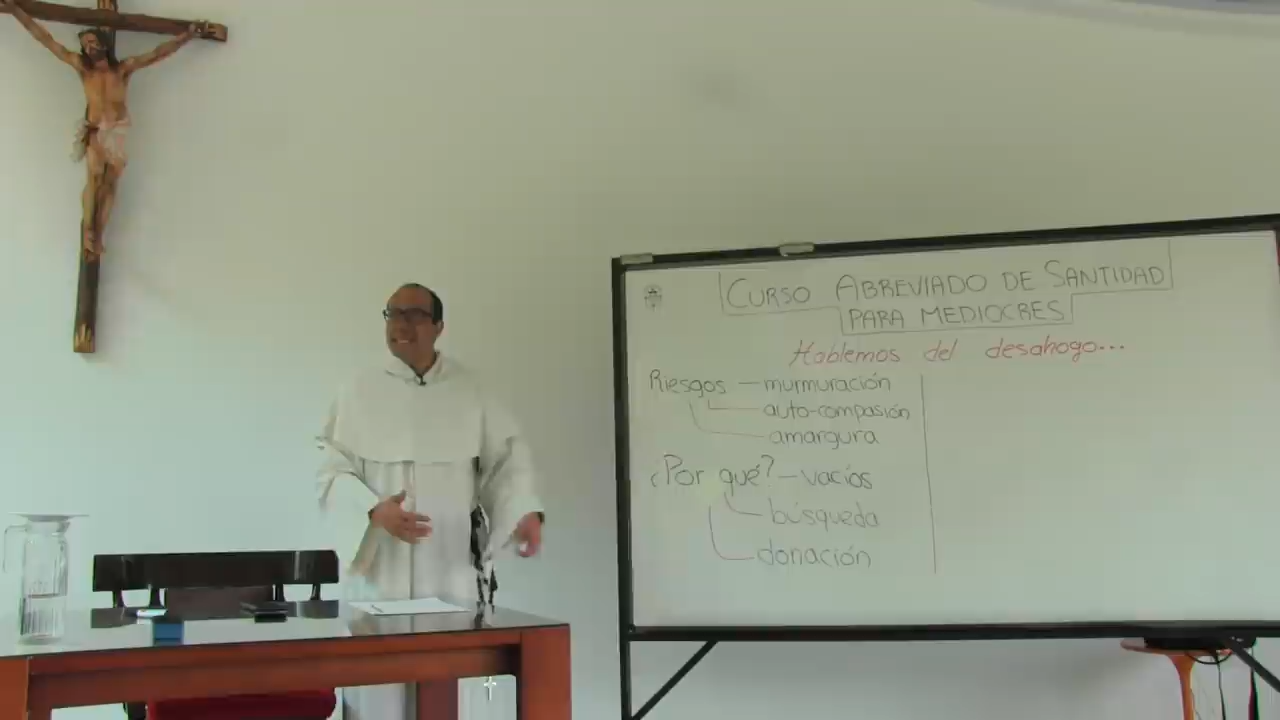 CURSO ABREVIADO DE SANTIDAD
PARA MEDIOCRES
Hablemos del desahogo...
Riesgos — murmuración
auto-compasión
amargura
¿Por qué? — vacíos
búsqueda
donación